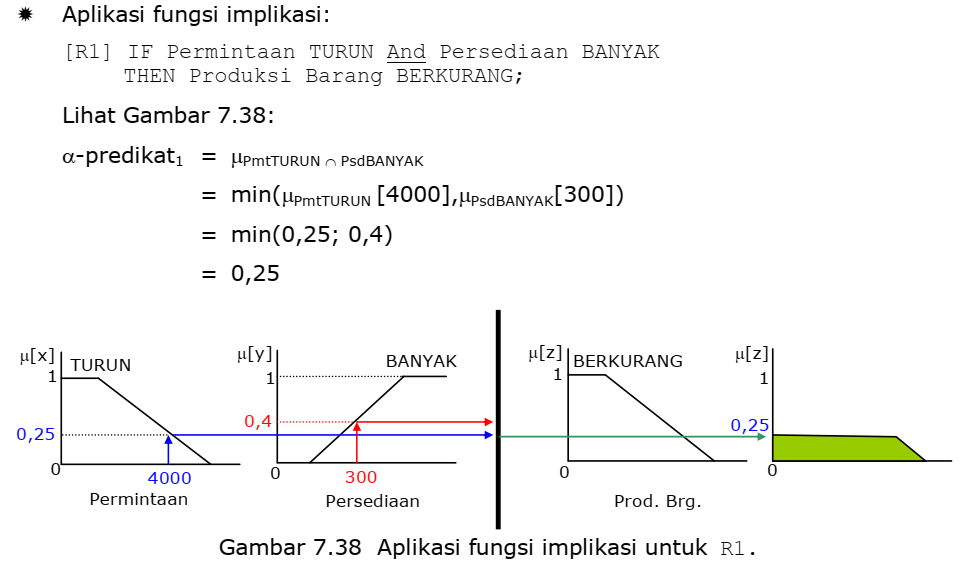 ✹ Aplikasi fungsi implikasi:
[R1] IF Permintaan TURUN And Persediaan BANYAK
THEN Produksi Barang BERKURANG;
Lihat Gambar 7.38:
α-predikat₁ = μPmtTURUN ∩ PsdBANYAK
= min(μPmtTURUN [4000],μPsdBANYAK[300])
= min(0,25; 0,4)
= 0,25
μ[x] TURUN
1
0,25
0
4000
Permintaan
μ[y] BANYAK
1
0,4
0
300
Persediaan
μ[z] BERKURANG
1
0
Prod. Brg.
μ[z]
1
0,25
0
Gambar 7.38 Aplikasi fungsi implikasi untuk R1.